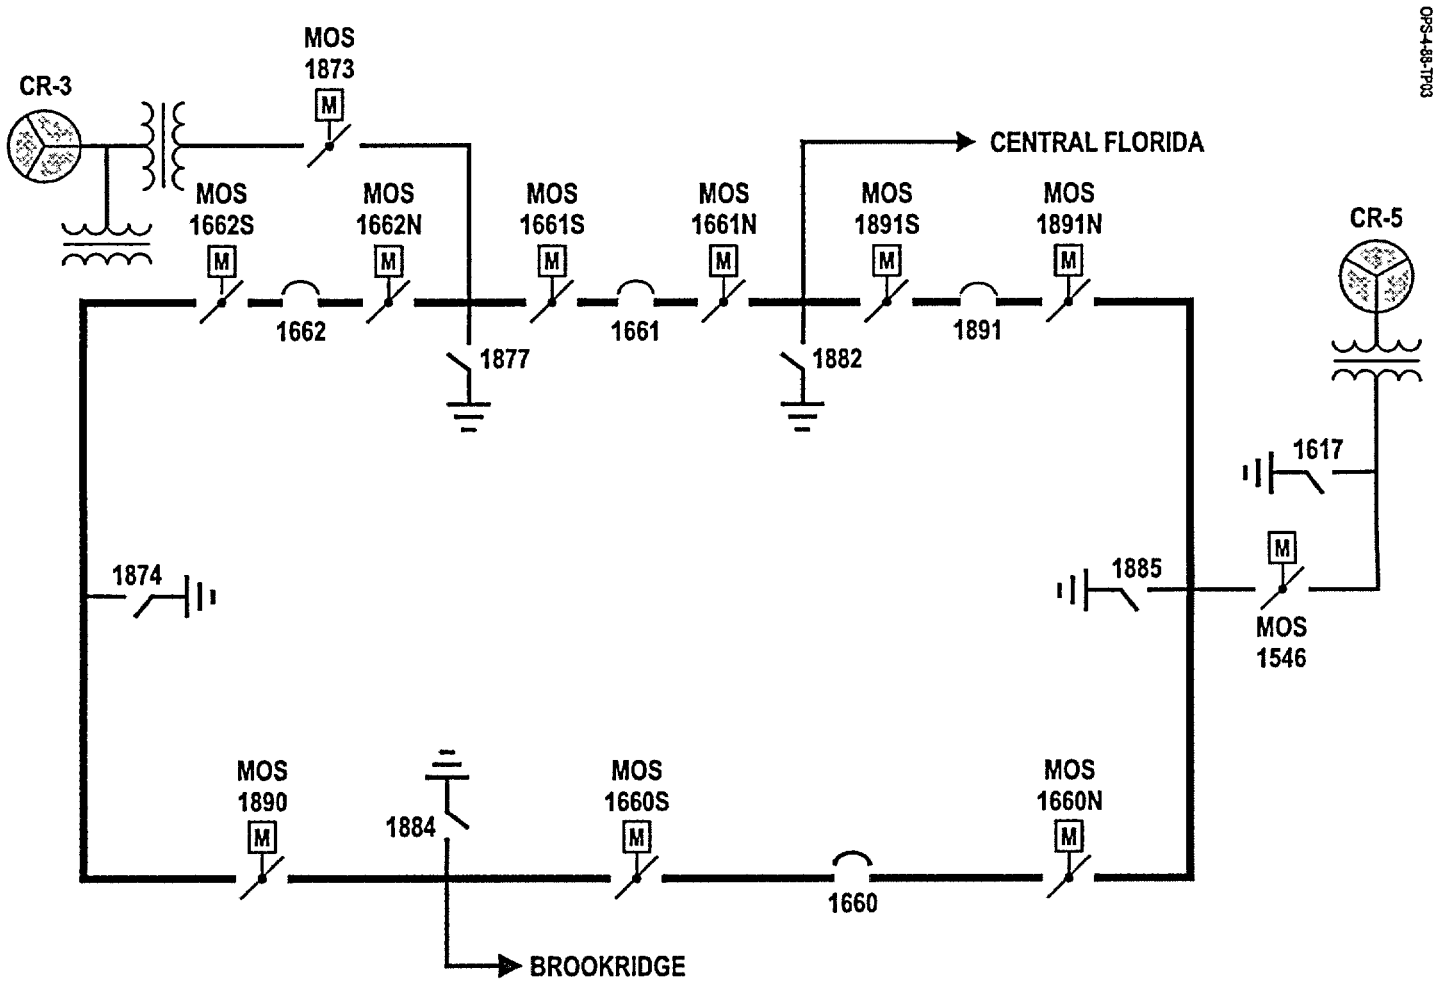 OPS-4-88-TP03
MOS
1873
CR-3
M
CENTRAL FLORIDA
MOS
1662S
MOS
1662N
MOS
1661S
MOS
1661N
MOS
1891S
MOS
1891N
CR-5
M
M
M
M
M
M
1662
1661
1891
1877
1882
1617
M
1874
1885
MOS
1546
MOS
1890
MOS
1660S
MOS
1660N
M
1884
M
M
1660
BROOKRIDGE